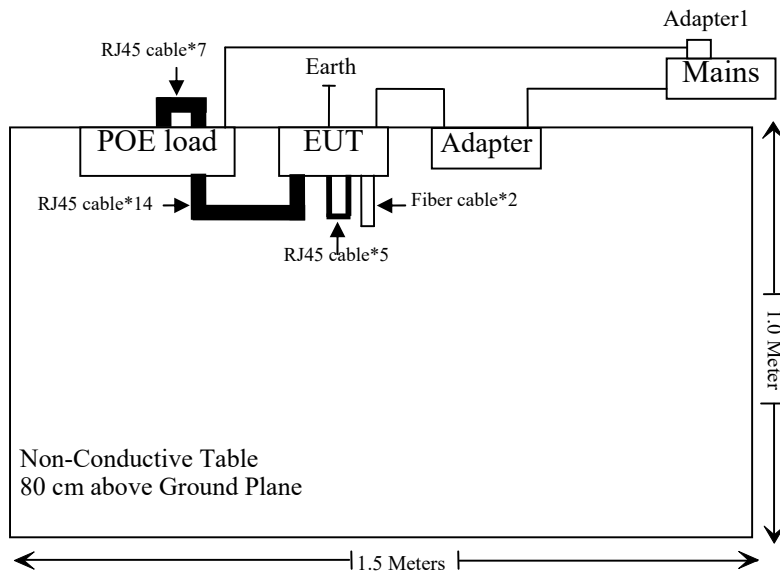 Adapter1
RJ45 cable*7
Mains
Earth
POE load
EUT
Adapter
RJ45 cable*14
Fiber cable*2
RJ45 cable*5
1.0 Meter
Non-Conductive Table
80 cm above Ground Plane
1.5 Meters